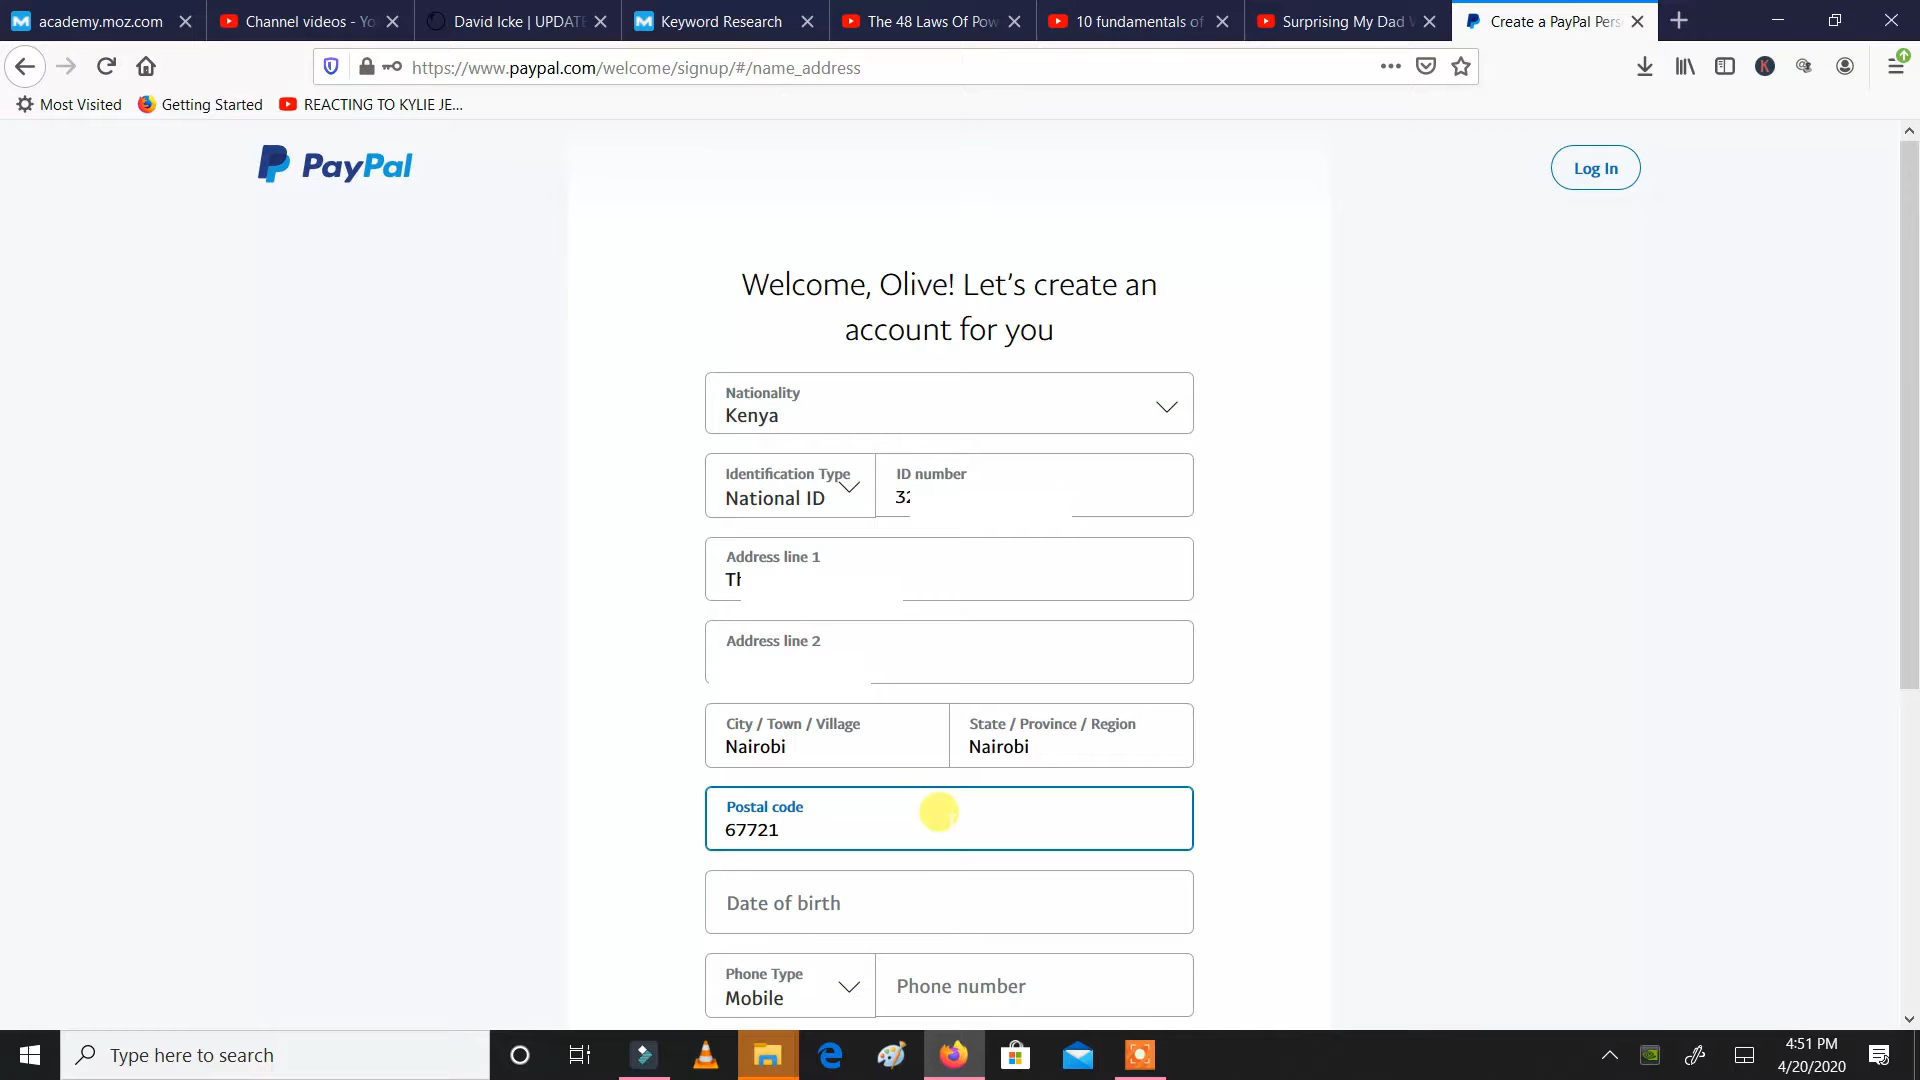 academy.moz.com
Channel videos - Yo
David Icke | UPDATE
Keyword Research
The 48 Laws Of Pow
10 fundamentals of
Surprising My Dad W
Create a PayPal Pers
https://www.paypal.com/welcome/signup/#/name_address
Most Visited
Getting Started
REACTING TO KYLIE JE...
PayPal
Log In
Welcome, Olive! Let's create an
account for you
Nationality
Kenya
Identification Type
National ID
ID number
32
Address line 1
Th
Address line 2
City / Town / Village
Nairobi
State / Province / Region
Nairobi
Postal code
67721
Date of birth
Phone Type
Mobile
Phone number
Type here to search
4:51 PM
4/20/2020